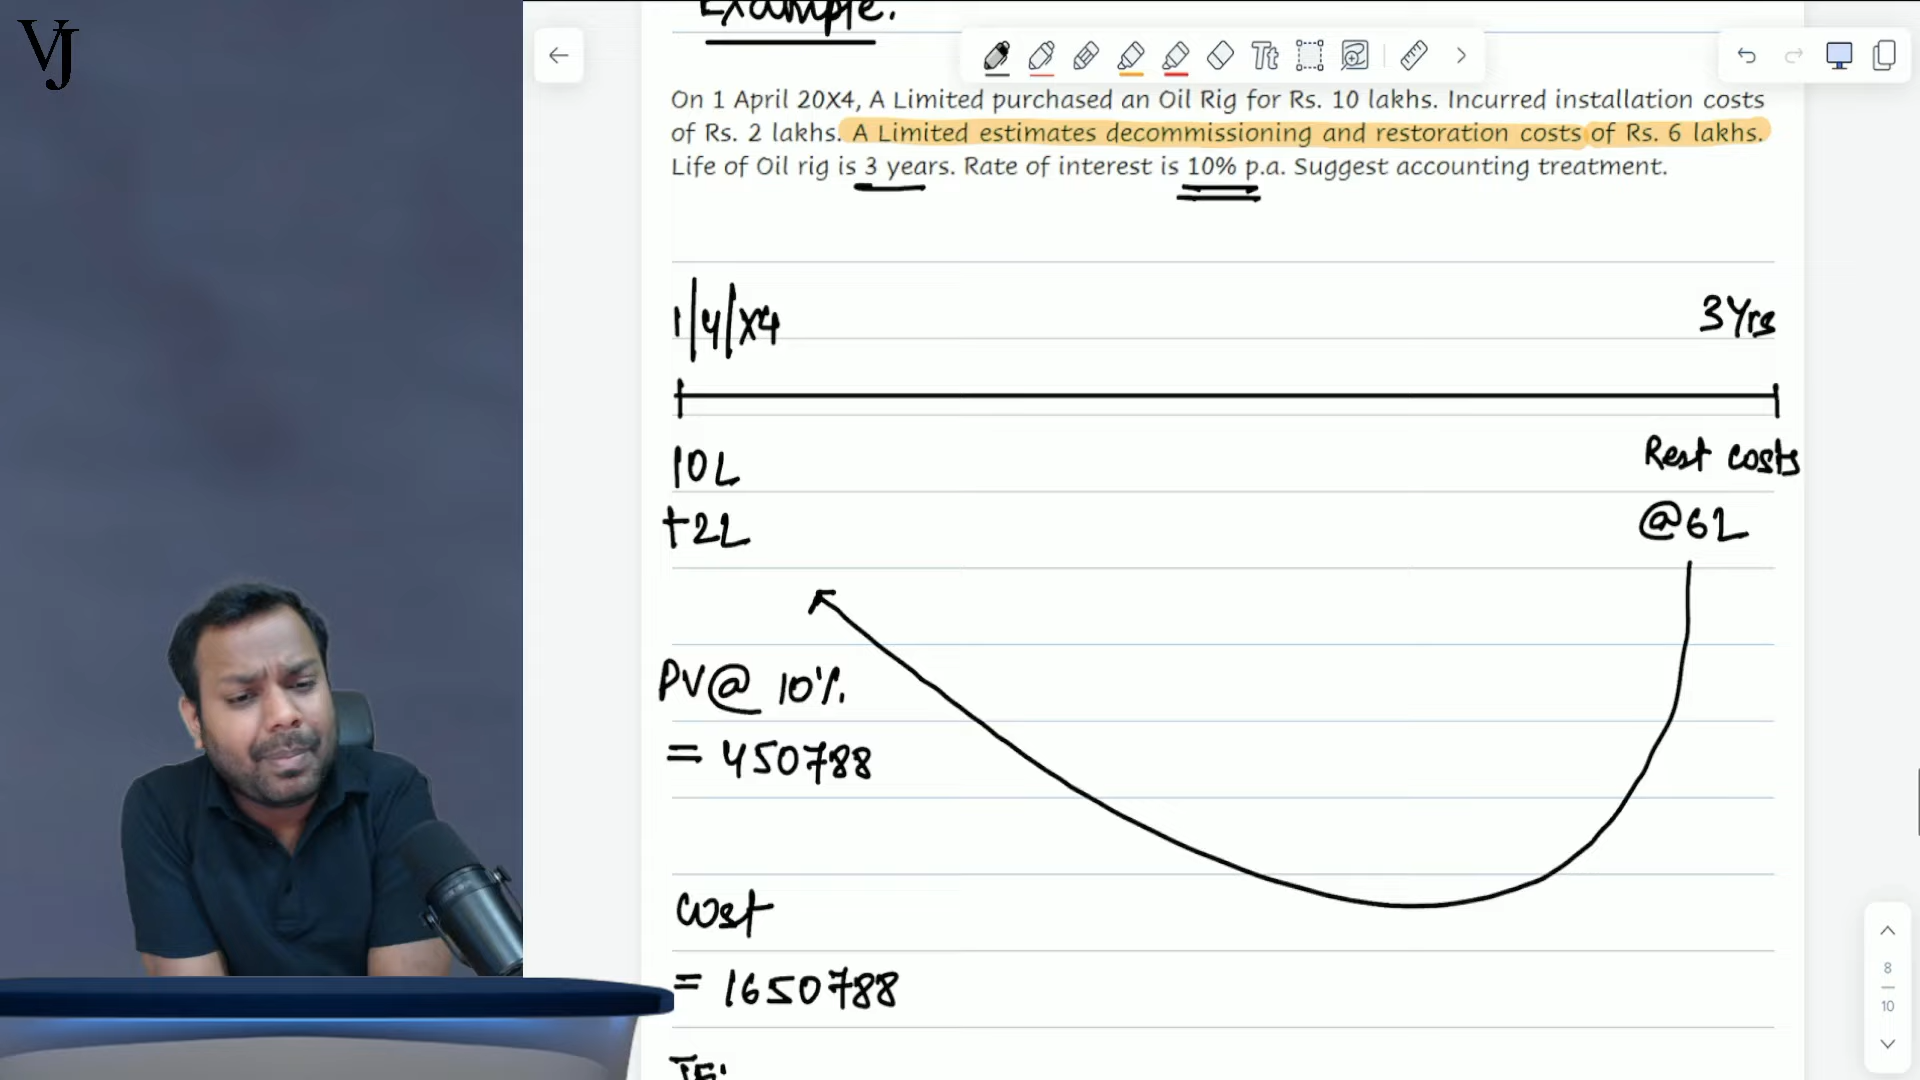 VJ
Example.
On 1 April 20X4, A Limited purchased an Oil Rig for Rs. 10 lakhs. Incurred installation costs
of Rs. 2 lakhs. A Limited estimates decommissioning and restoration costs of Rs. 6 lakhs.
Life of Oil rig is 3 years. Rate of interest is 10% p.a. Suggest accounting treatment.
1/4/X4
3Yrs
10L
Rest costs
+2L
@6L
PV@ 10%
= 450788
Cost
= 1650788
JE:
Tt
8
10